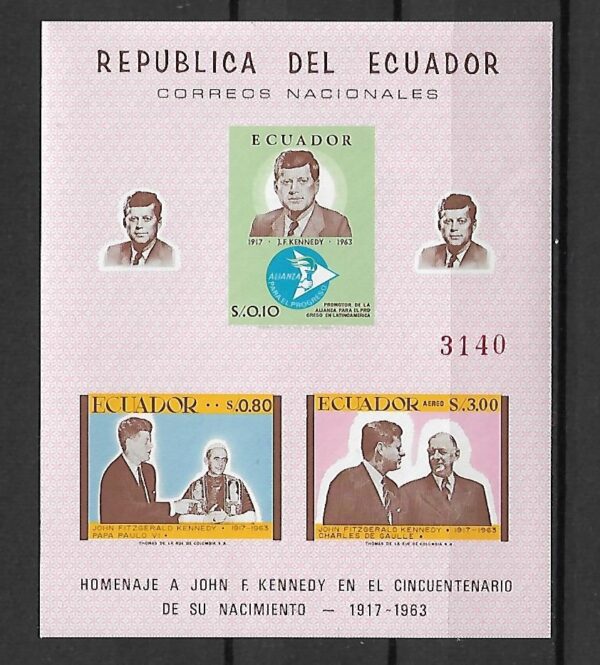 REPUBLICA DEL ECUADOR
CORREOS NACIONALES
ECUADOR
1917 · J.F. KENNEDY · 1963
ALIANZA
PARA EL PROGRESO
S/.0,10
PROMOTOR DE LA
ALIANZA PARA EL PRO
GRESO EN LATINOAMERICA
3140
ECUADOR ·· S/.0.80
JOHN FITZGERALD KENNEDY · 1917-1963
PAPA PAULO VI ·
THOMAS DE LA RUE DE COLOMBIA S.A.
ECUADOR AEREO S/.3.00
JOHN FITZGERALD KENNEDY · 1917-1963
CHARLES DE GAULLE ·
THOMAS DE LA RUE DE COLOMBIA S.A.
HOMENAJE A JOHN F. KENNEDY EN EL CINCUENTENARIO
DE SU NACIMIENTO — 1917-1963